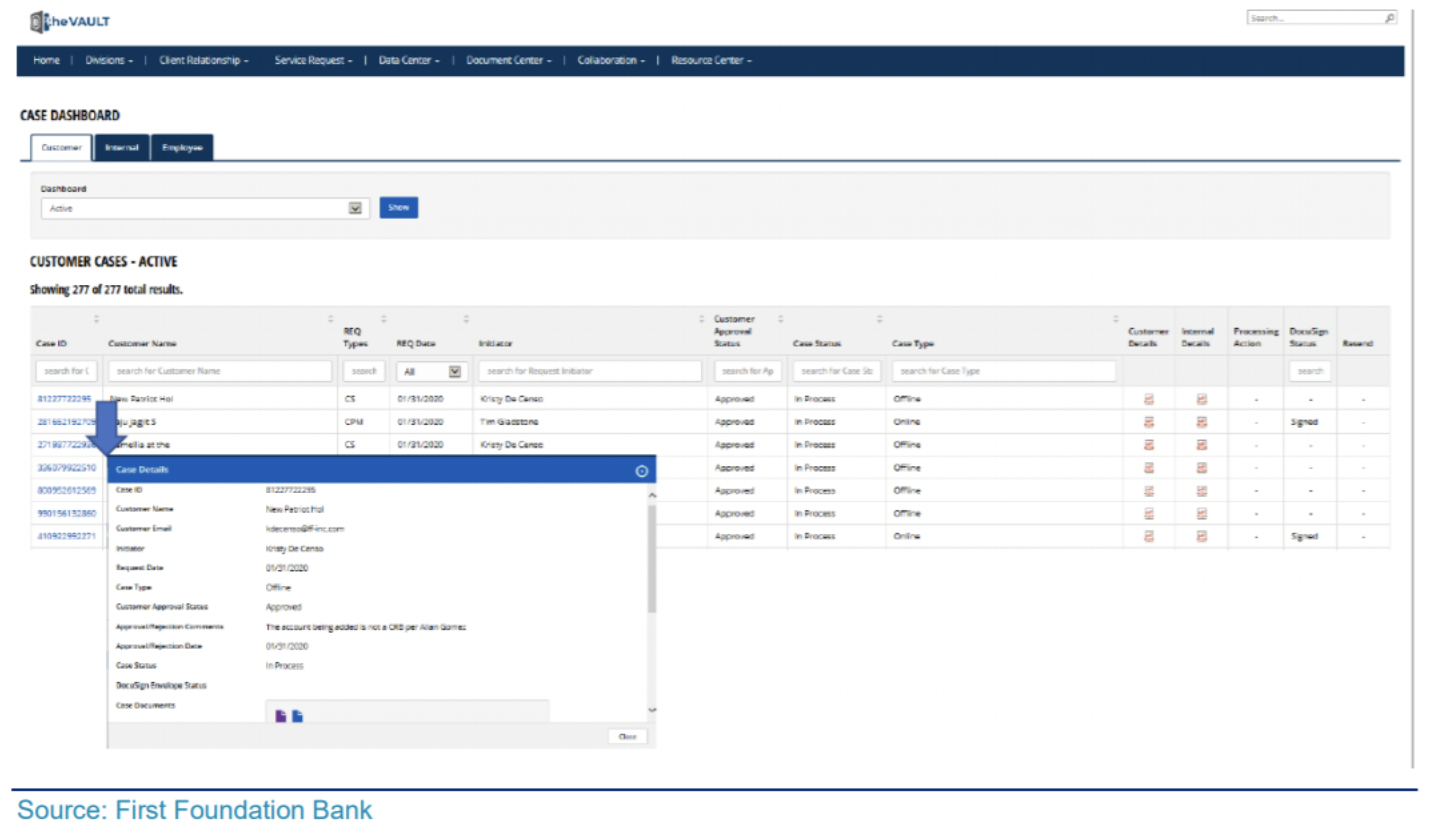 theVAULT
Search...
Home | Divisions | Client Relationship Service Request | Data Center | Document Center | Collaboration | Resource Center
CASE DASHBOARD
Customer Internal Employee
Dashboard
Active Show
CUSTOMER CASES - ACTIVE
Showing 277 of 277 total results.
Case ID Customer Name REQ Types REQ Date Initiator Customer Approval Status Case Status Case Type Customer Details Internal Details Processing Action DocuSign Status Resend
search for ( search for Customer Name search All search for Request Initiator search for Ap search for Case Sta search for Case Type search
81227722295 New Patriot Hol CS 01/31/2020 Kristy De Censo Approved In Process Offline - - -
281662192709 Jagjit S CPM 01/31/2020 Tim Gladstone Approved In Process Online - Signed -
at the CS 01/31/2020 Kristy De Censo Approved In Process Offline - - -
336079922510 Approved In Process Offline - - -
800952612569 Approved In Process Offline - - -
990156132860 Approved In Process Offline - - -
410922992271 Approved In Process Online - Signed -
Case Details
Case ID 81227722295
Customer Name New Patriot Hol
Customer Email kdecenso@ff-inc.com
Initiator Kristy De Censo
Request Date 01/31/2020
Case Type Offline
Customer Approval Status Approved
Approval/Rejection Comments The account being added is not a CRB per Allan Gomez
Approval/Rejection Date 01/31/2020
Case Status In Process
DocuSign Envelope Status
Case Documents
Close
Source: First Foundation Bank